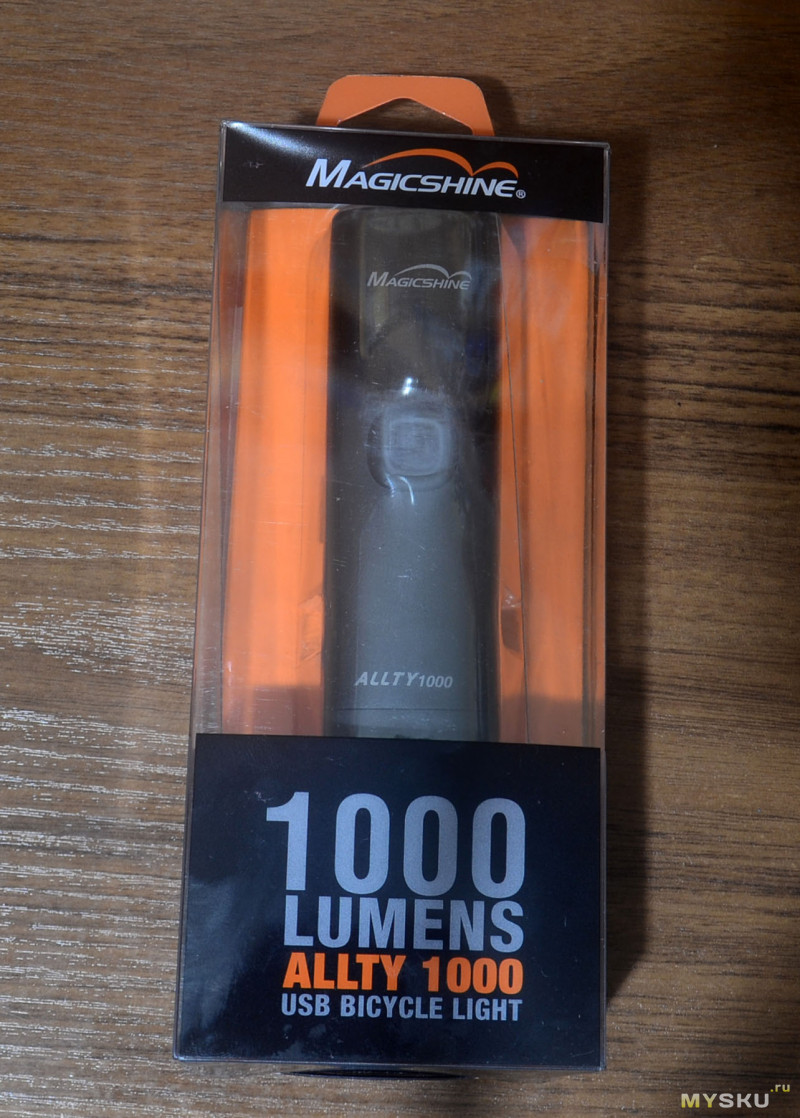 MAGICSHINE®
MAGICSHINE
ALLTY1000
1000
LUMENS
ALLTY 1000
USB BICYCLE LIGHT
MYSKU.ru